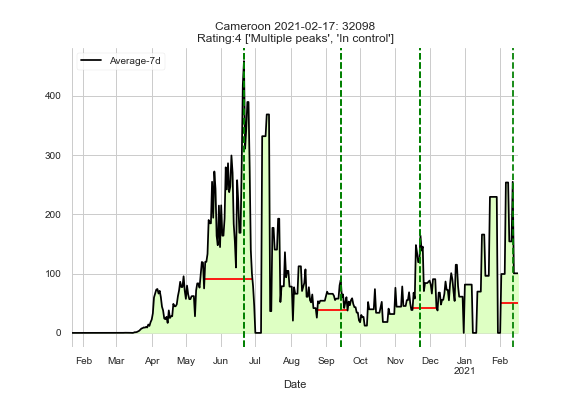 Cameroon 2021-02-17: 32098
Rating:4 ['Multiple peaks', 'In control']
Average-7d
400
300
200
100
0
Feb Mar Apr May Jun Jul Aug Sep Oct Nov Dec Jan Feb
2021
Date